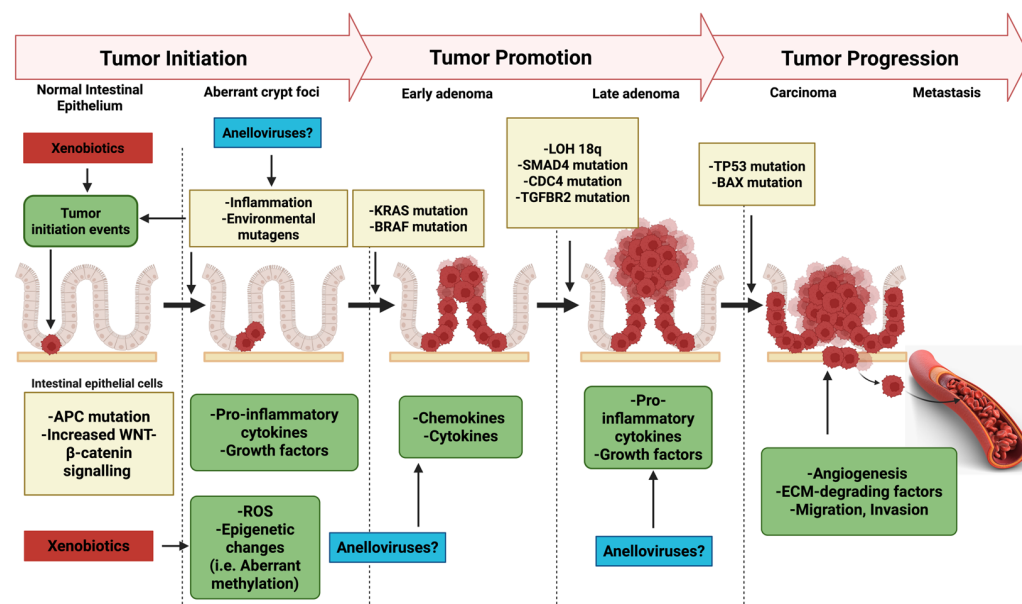 Tumor Initiation
Tumor Promotion
Tumor Progression
Normal Intestinal
Epithelium
Aberrant crypt foci
Early adenoma
Late adenoma
Carcinoma
Metastasis
Xenobiotics
Anelloviruses?
Tumor
initiation events
-Inflammation
-Environmental
mutagens
-KRAS mutation
-BRAF mutation
-LOH 18q
-SMAD4 mutation
-CDC4 mutation
-TGFBR2 mutation
-TP53 mutation
-BAX mutation
Intestinal epithelial cells
-APC mutation
-Increased WNT-
β-catenin
signalling
-Pro-inflammatory
cytokines
-Growth factors
-Chemokines
-Cytokines
-Pro-
inflammatory
cytokines
-Growth factors
-Angiogenesis
-ECM-degrading factors
-Migration, Invasion
Xenobiotics
-ROS
-Epigenetic
changes
(i.e. Aberrant
methylation)
Anelloviruses?
Anelloviruses?